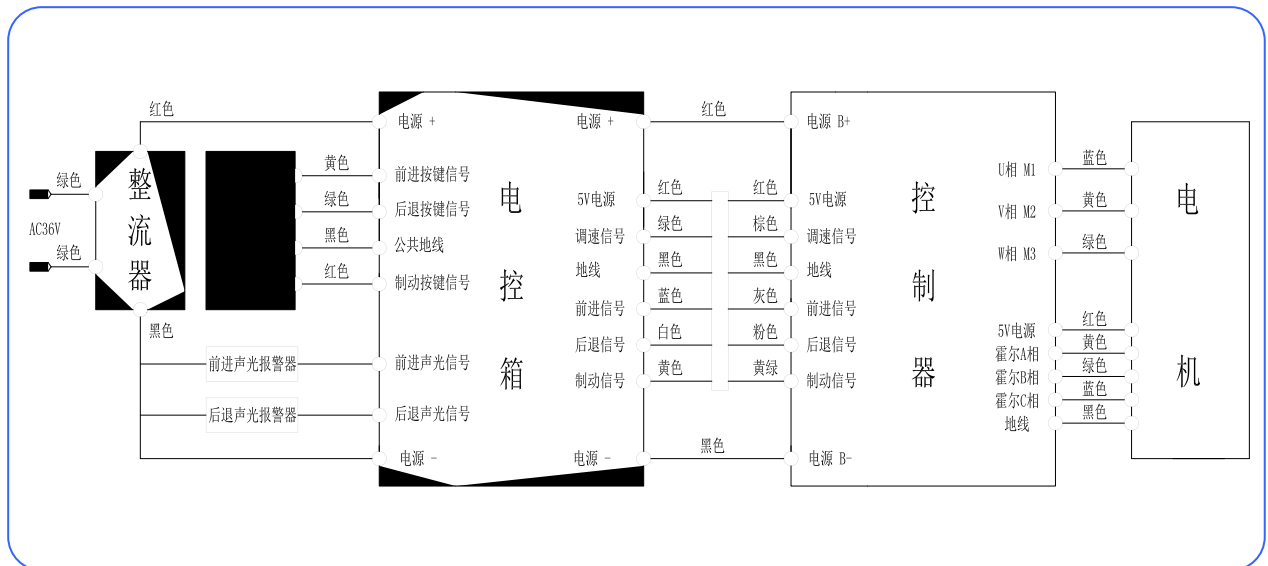 红色
绿色
AC36V
绿色
整流器
黑色
黄色
绿色
黑色
红色
前进声光报警器
后退声光报警器
电源 +
前进按键信号
后退按键信号
公共地线
制动按键信号
前进声光信号
后退声光信号
电源 -
电控箱
电源 +
5V电源
调速信号
地线
前进信号
后退信号
制动信号
电源 -
红色
红色
红色
绿色
棕色
黑色
黑色
蓝色
灰色
白色
粉色
黄色
黄绿
黑色
电源 B+
5V电源
调速信号
地线
前进信号
后退信号
制动信号
电源 B-
控制器
U相 M1
V相 M2
W相 M3
5V电源
霍尔A相
霍尔B相
霍尔C相
地线
蓝色
黄色
绿色
红色
黄色
绿色
蓝色
黑色
电机